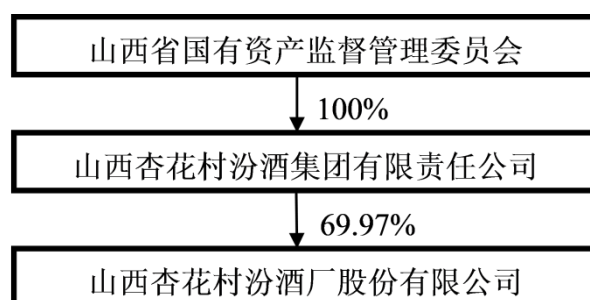 山西省国有资产监督管理委员会
100%
山西杏花村汾酒集团有限责任公司
69.97%
山西杏花村汾酒厂股份有限公司